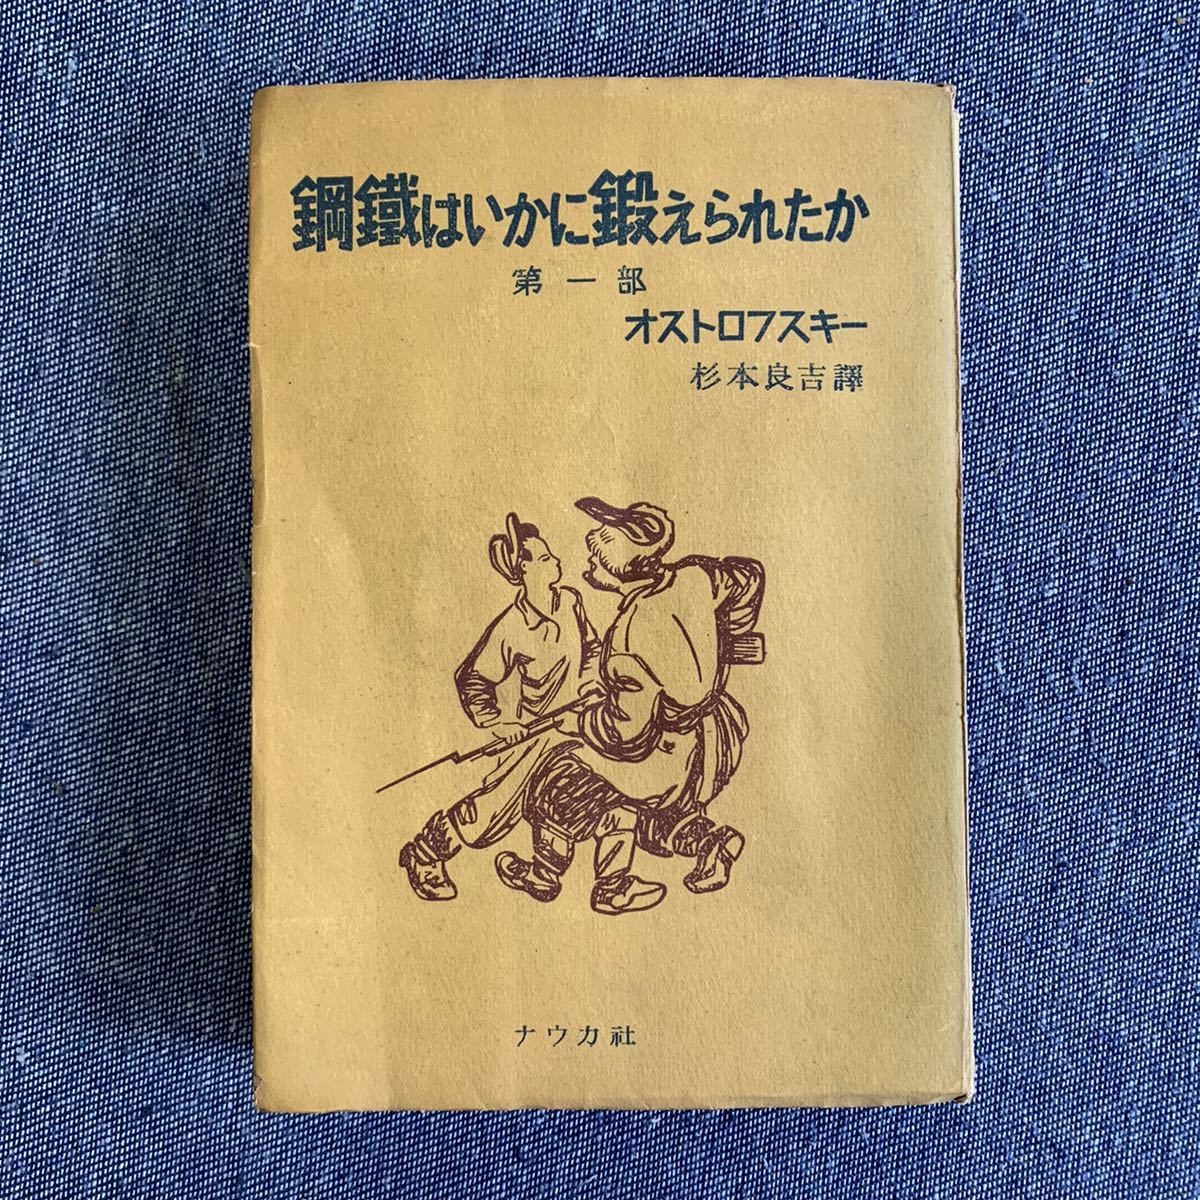 鋼鐵はいかに鍛えられたか
第一部
オストロフスキー
杉本良吉譯
ナウカ社